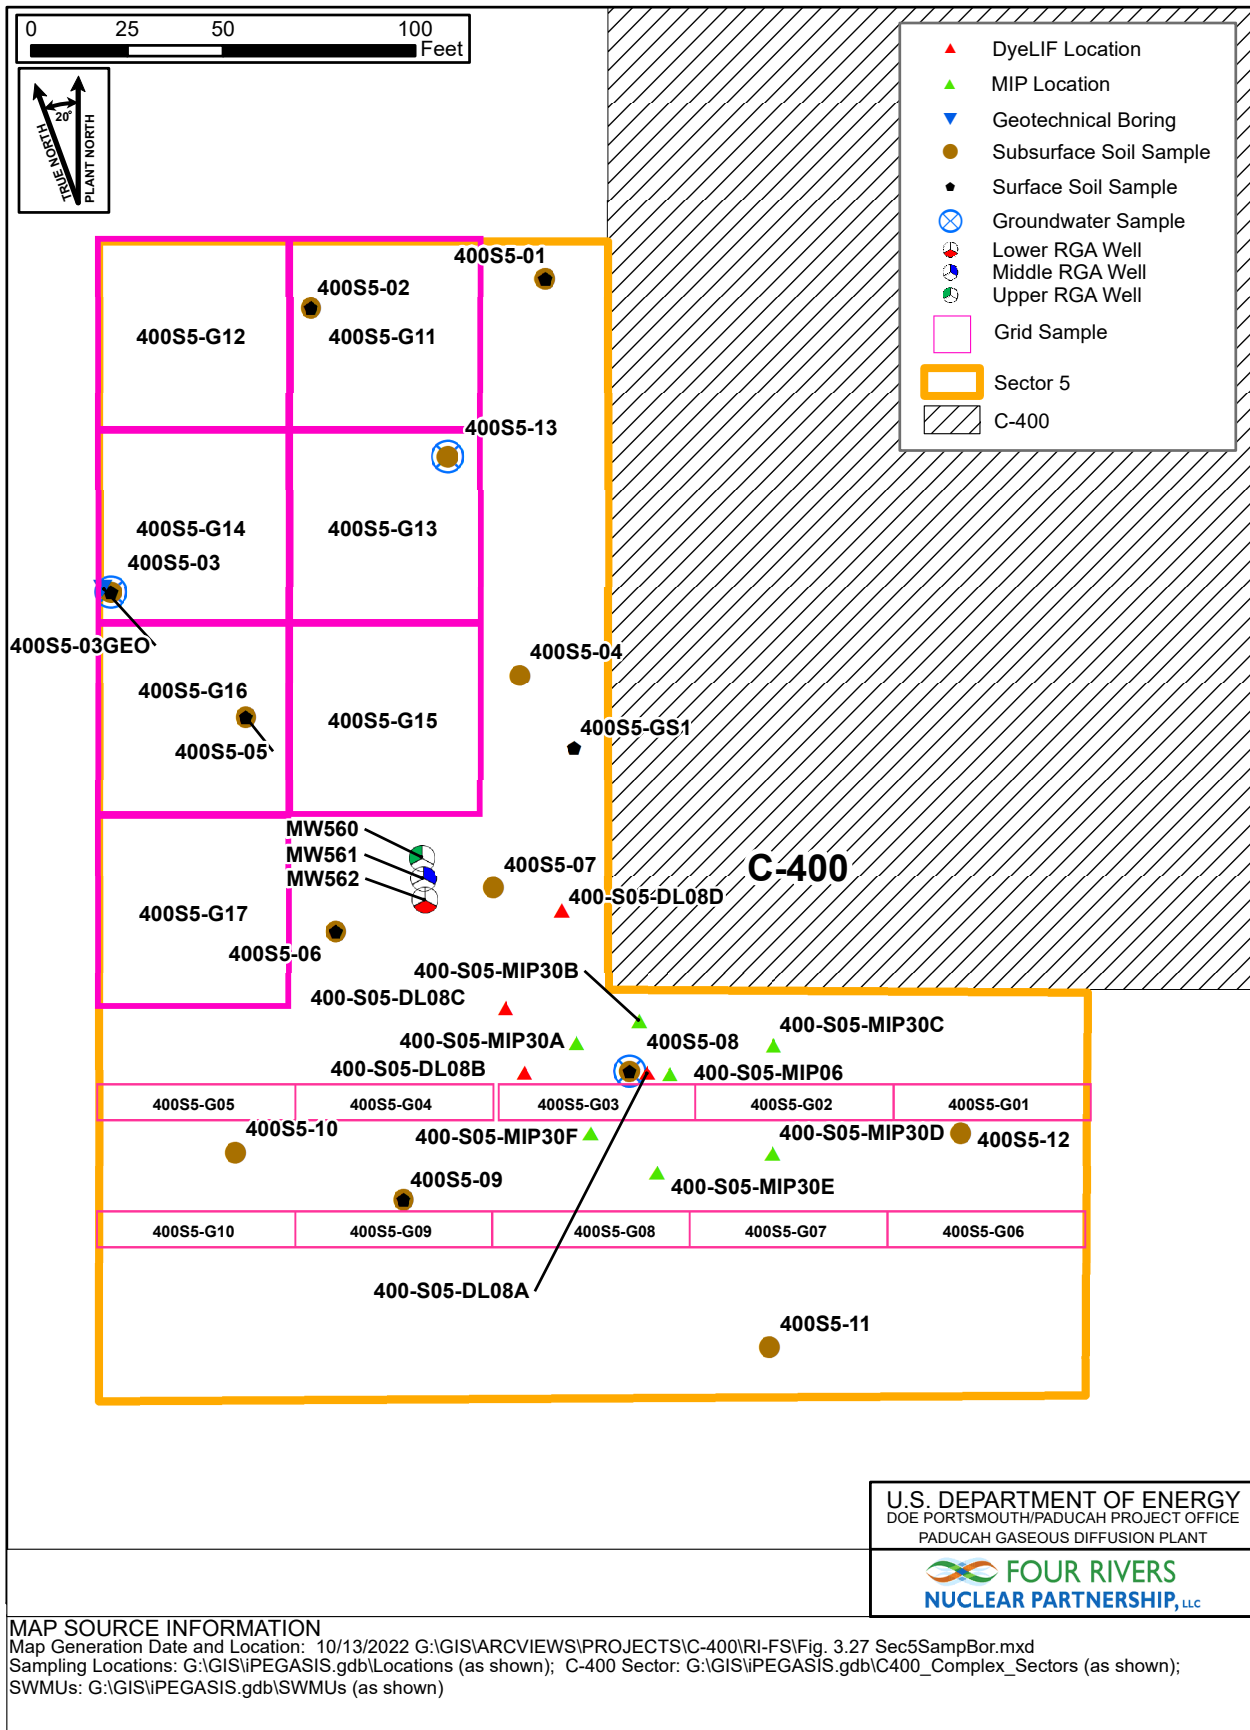 0 25 50 100
Feet
20°
TRUE NORTH
PLANT NORTH
DyeLIF Location
MIP Location
Geotechnical Boring
Subsurface Soil Sample
Surface Soil Sample
Groundwater Sample
Lower RGA Well
Middle RGA Well
Upper RGA Well
Grid Sample
Sector 5
C-400
400S5-01
400S5-02
400S5-G12
400S5-G11
400S5-13
400S5-G14
400S5-G13
400S5-03
400S5-03GEO
400S5-04
400S5-G16
400S5-G15
400S5-GS1
400S5-05
MW560
MW561
MW562
400S5-07
C-400
400-S05-DL08D
400S5-G17
400S5-06
400-S05-MIP30B
400-S05-DL08C
400-S05-MIP30C
400-S05-MIP30A
400S5-08
400-S05-DL08B
400-S05-MIP06
400S5-G05
400S5-G04
400S5-G03
400S5-G02
400S5-G01
400S5-10
400-S05-MIP30F
400-S05-MIP30D
400S5-12
400S5-09
400-S05-MIP30E
400S5-G10
400S5-G09
400S5-G08
400S5-G07
400S5-G06
400-S05-DL08A
400S5-11
U.S. DEPARTMENT OF ENERGY
DOE PORTSMOUTH/PADUCAH PROJECT OFFICE
PADUCAH GASEOUS DIFFUSION PLANT
FOUR RIVERS
NUCLEAR PARTNERSHIP, LLC
MAP SOURCE INFORMATION
Map Generation Date and Location: 10/13/2022 G:\GIS\ARCVIEWS\PROJECTS\C-400\RI-FS\Fig. 3.27 Sec5SampBor.mxd
Sampling Locations: G:\GIS\iPEGASIS.gdb\Locations (as shown); C-400 Sector: G:\GIS\iPEGASIS.gdb\C400_Complex_Sectors (as shown);
SWMUs: G:\GIS\iPEGASIS.gdb\SWMUs (as shown)